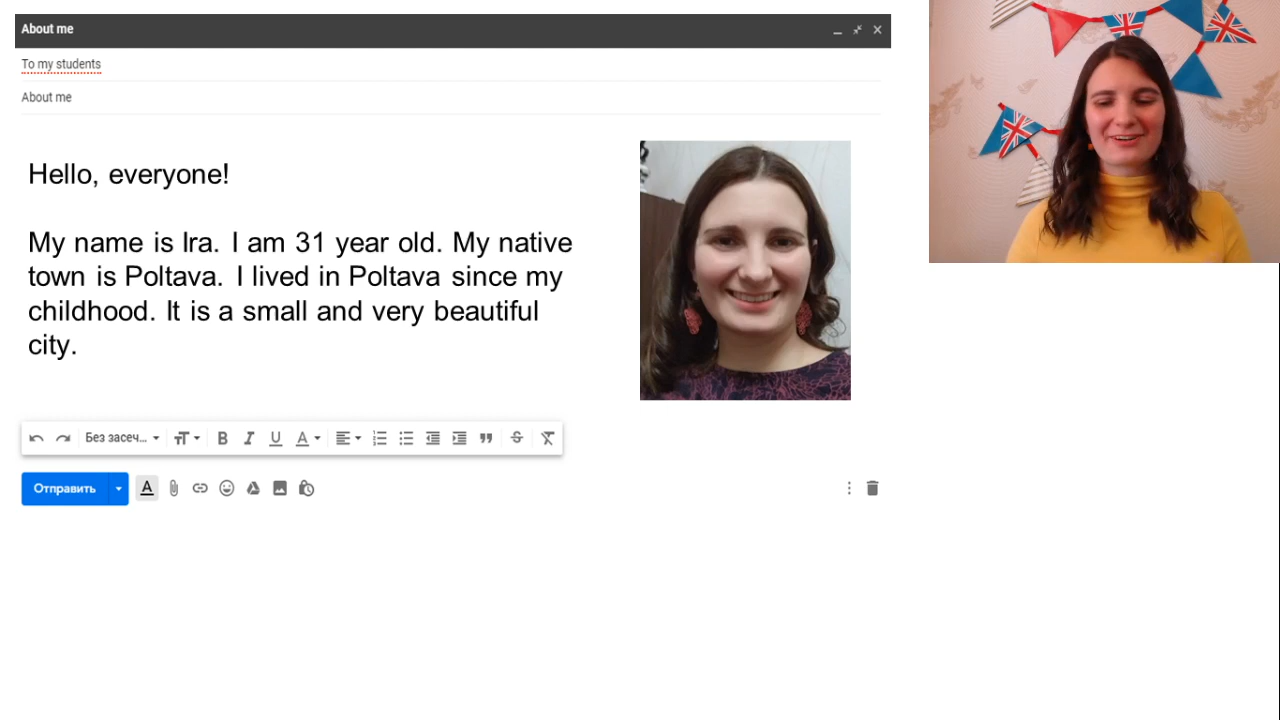 About me
To my students
About me
Hello, everyone!
My name is Ira. I am 31 year old. My native
town is Poltava. I lived in Poltava since my
childhood. It is a small and very beautiful
city.
Без засеч...
Отправить